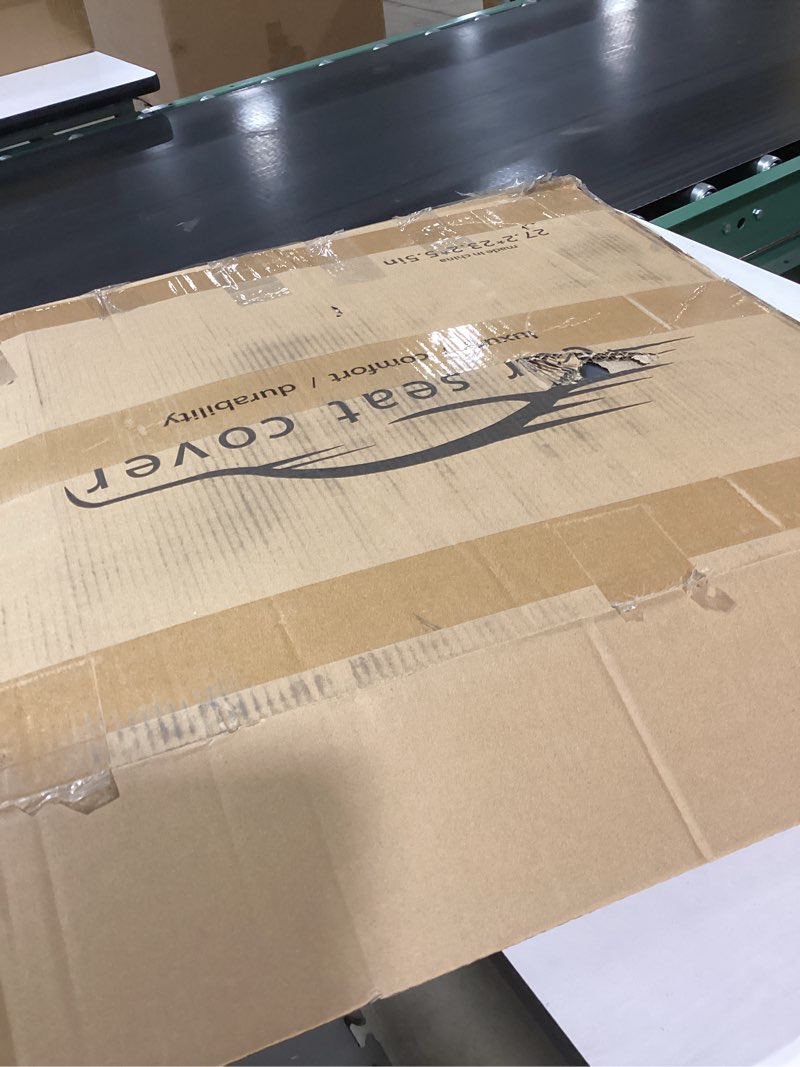 seat cover
luxury / comfort / durability
made in china
27.2*23.2*5.5in